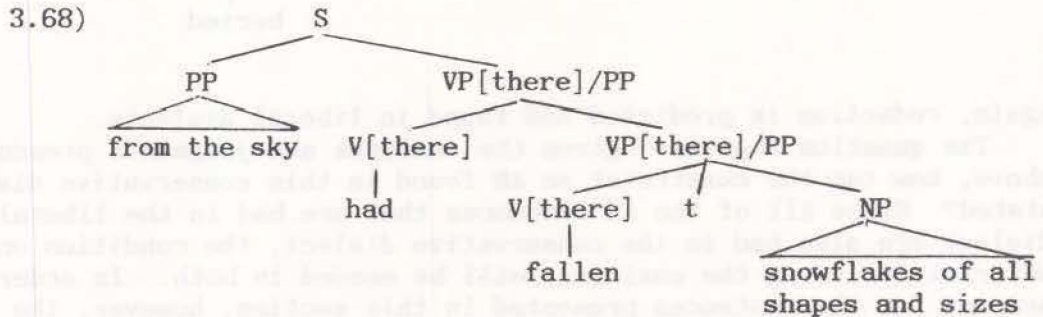 3.68) S
PP VP[there]/PP
from the sky V[there] VP[there]/PP
had V[there] t NP
fallen snowflakes of all
shapes and sizes